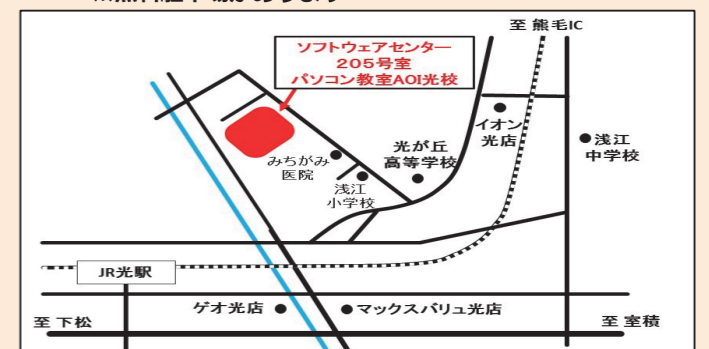 至 熊毛IC
ソフトウェアセンター
205号室
パソコン教室AOI光校
イオン
光店
浅江
中学校
光が丘
高等学校
みちがみ
医院
浅江
小学校
JR光駅
ゲオ光店
マックスバリュ光店
至 下松
至 室積